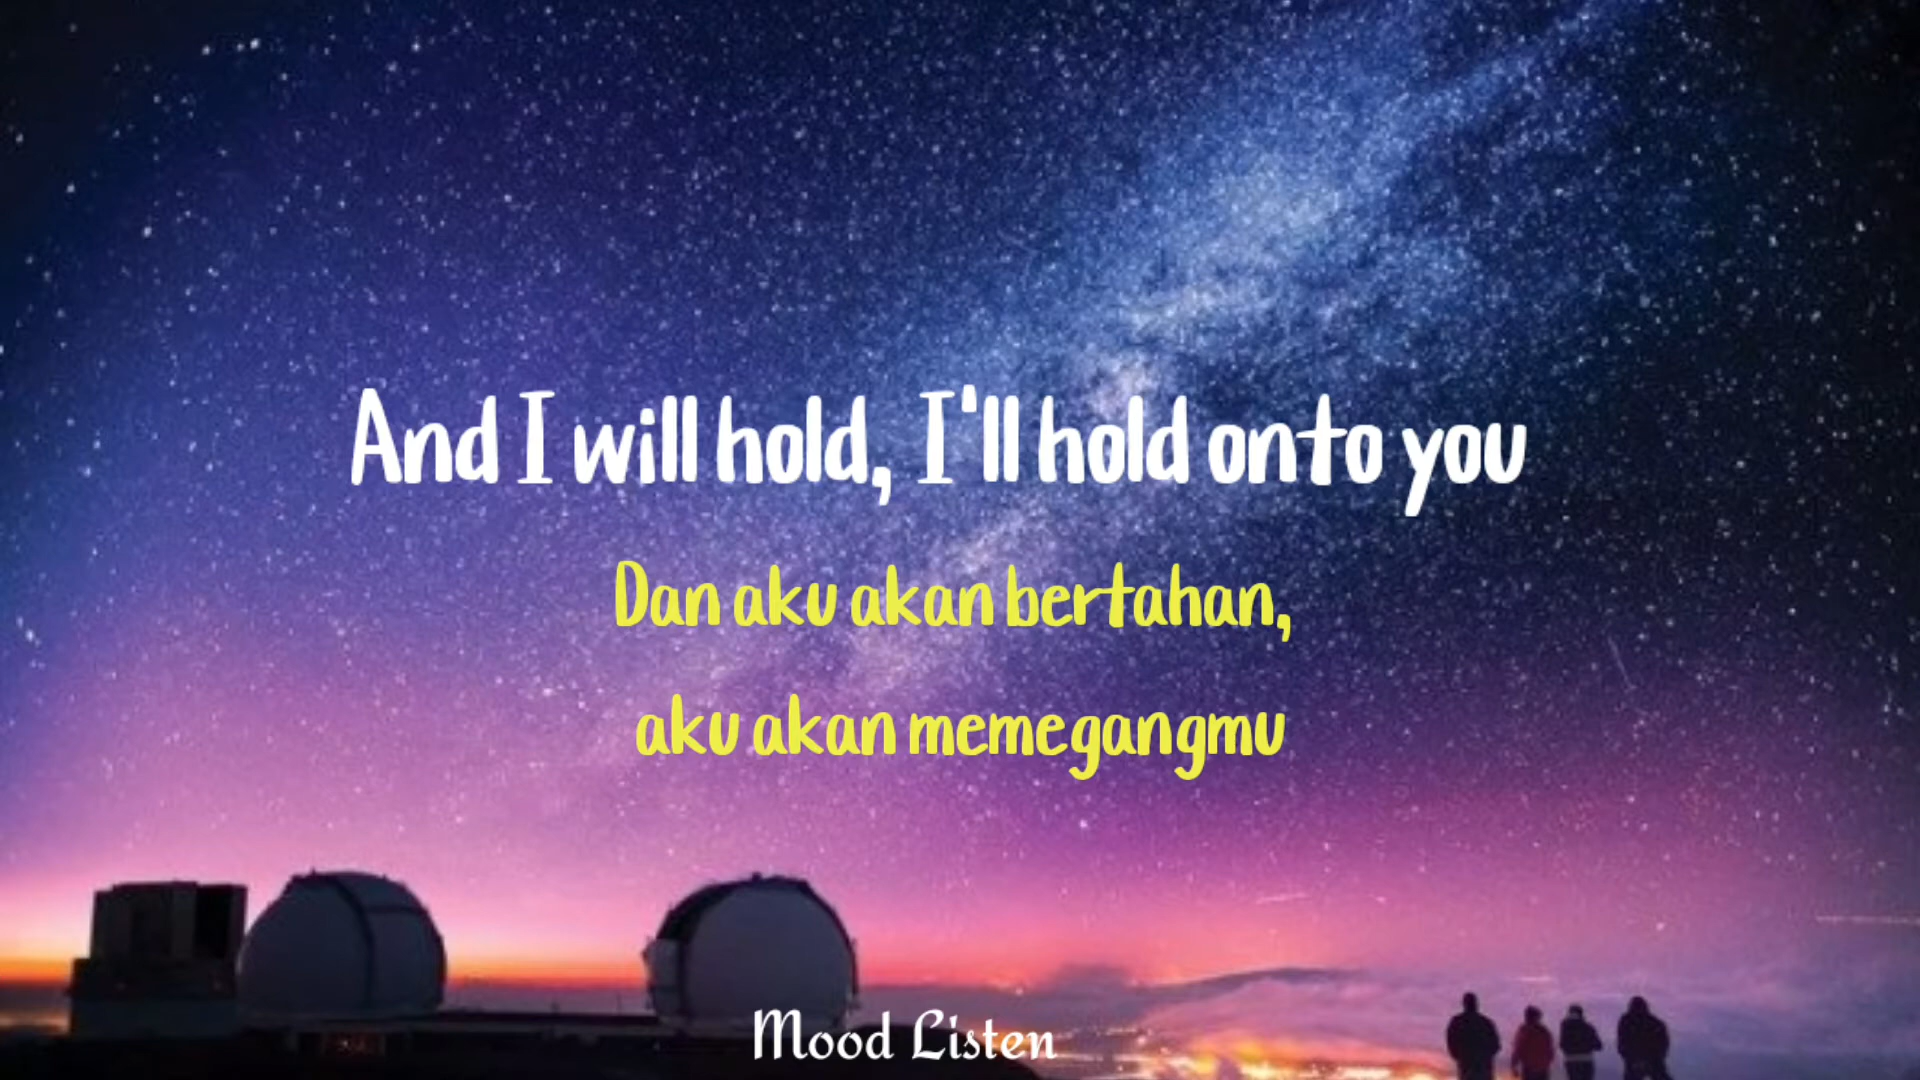 And I will hold, I'll hold onto you
Dan aku akan bertahan,
aku akan memegangmu
Mood Listen